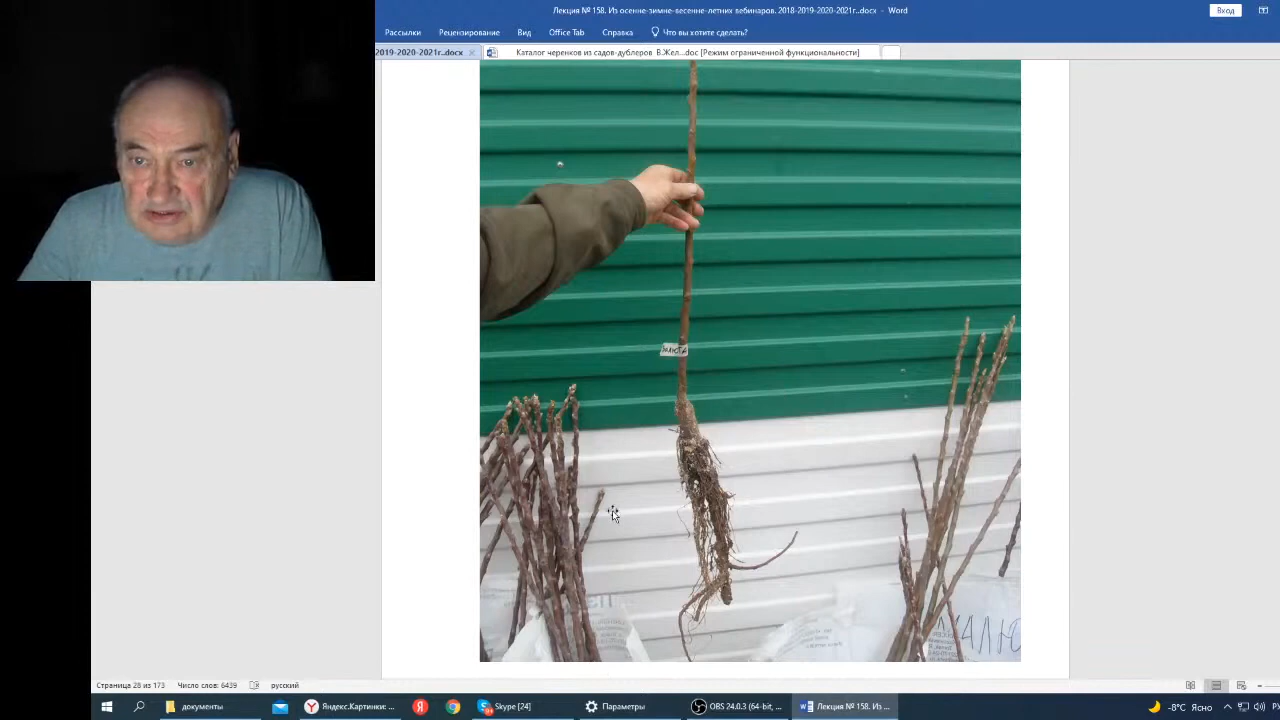 Лекция № 158. Из осенне-зимне-весенне-летних вебинаров. 2018-2019-2020-2021г..docx - Word
Вход
Рассылки Рецензирование Вид Office Tab Справка Что вы хотите сделать?
2019-2020-2021г..docx
Каталог черенков из садов-дублеров В.Жел...doc [Режим ограниченной функциональности]
Страница 28 из 173 Число слов: 6439 русский
документы
Яндекс.Картинки: ...
Skype [24]
Параметры
OBS 24.0.3 (64-bit, ...
Лекция № 158. Из ...
-8°C Ясно